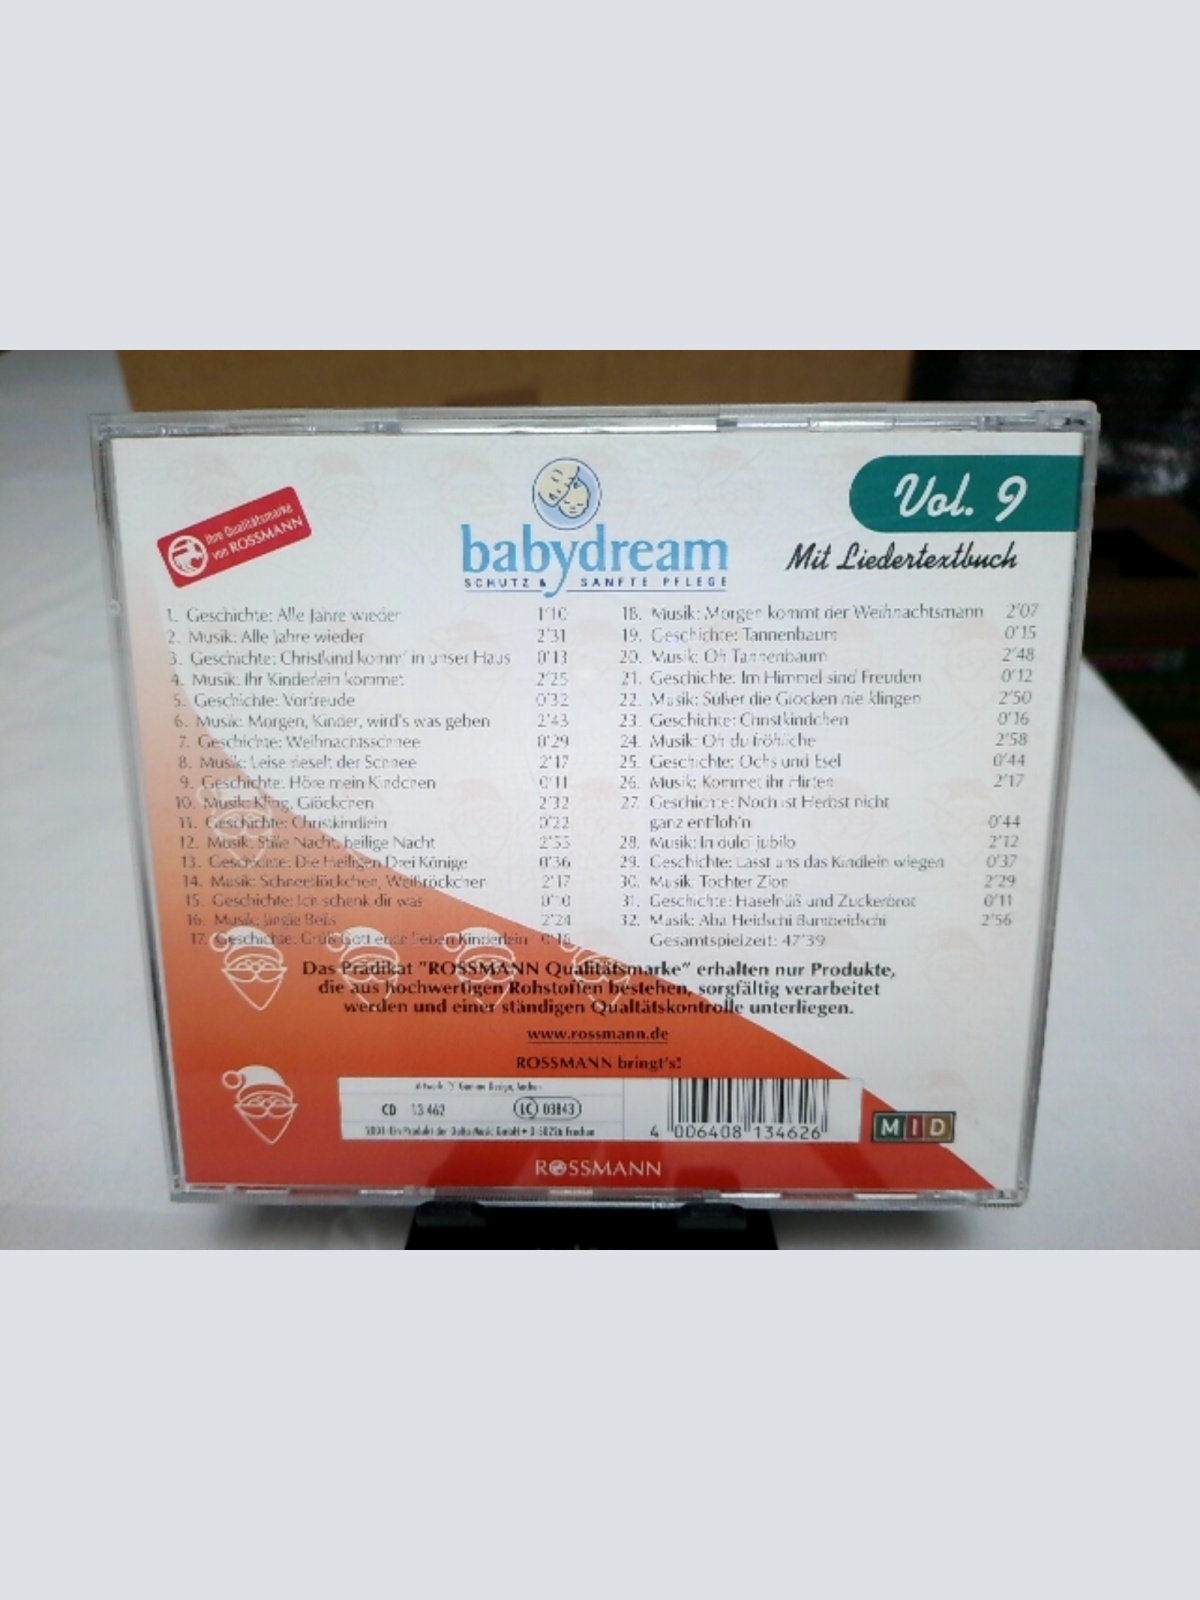 Ihre Qualitätsmarke
von ROSSMANN
babydream
SCHUTZ & SANFTE PFLEGE
Vol. 9
Mit Liedertextbuch
1. Geschichte: Alle Jahre wieder 1'10
2. Musik: Alle Jahre wieder 2'31
3. Geschichte: Christkind komm' in unser Haus 0'13
4. Musik: Ihr Kinderlein kommet 2'25
5. Geschichte: Vorfreude 0'32
6. Musik: Morgen, Kinder, wird's was geben 2'43
7. Geschichte: Weihnachtsschnee 0'29
8. Musik: Leise rieselt der Schnee 2'17
9. Geschichte: Höre mein Kindchen 0'11
10. Musik: Kling, Glöckchen 2'32
11. Geschichte: Christkindlein 0'22
12. Musik: Stille Nacht, heilige Nacht 2'55
13. Geschichte: Die Heiligen Drei Könige 0'36
14. Musik: Schneeflöckchen, Weißröckchen 2'17
15. Geschichte: Ich schenk dir was 0'10
16. Musik: Jingle Bells 2'24
17. Geschichte: Grüß Gott euch lieben Kinderlein 0'16
18. Musik: Morgen kommt der Weihnachtsmann 2'07
19. Geschichte: Tannenbaum 0'15
20. Musik: Oh Tannenbaum 2'48
21. Geschichte: Im Himmel sind Freuden 0'12
22. Musik: Süßer die Glocken nie klingen 2'50
23. Geschichte: Christkindchen 0'16
24. Musik: Oh du fröhliche 2'58
25. Geschichte: Ochs und Esel 0'44
26. Musik: Kommet ihr Hirten 2'17
27. Geschichte: Noch ist Herbst nicht
ganz entfloh'n 0'44
28. Musik: In dulci jubilo 2'12
29. Geschichte: Lasst uns das Kindlein wiegen 0'37
30. Musik: Tochter Zion 2'29
31. Geschichte: Haselnüß und Zuckerbrot 0'11
32. Musik: Aba Heidschi Bumbeidschi 2'56
Gesamtspielzeit: 47'39
Das Prädikat "ROSSMANN Qualitätsmarke" erhalten nur Produkte,
die aus hochwertigen Rohstoffen bestehen, sorgfältig verarbeitet
werden und einer ständigen Qualtätskontrolle unterliegen.
www.rossmann.de
ROSSMANN bringt's!
Design, Aachen
CD 13 462 LC 03843
Ein Produkt der Music GmbH • Frechen
4 006408 134626
MID
ROSSMANN